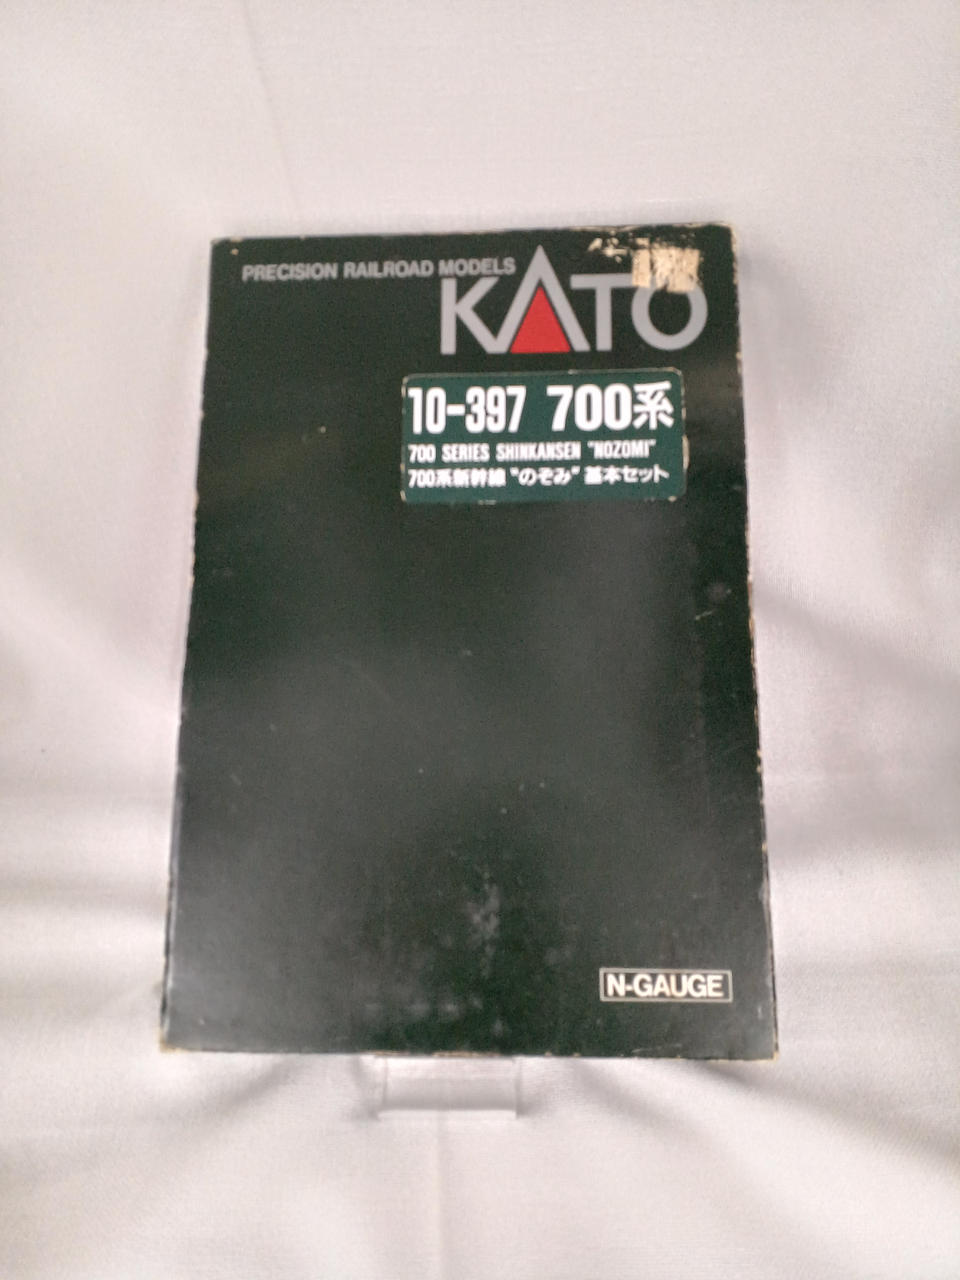 PRECISION RAILROAD MODELS
KATO
10-397 700系
700 SERIES SHINKANSEN "NOZOMI"
700系新幹線 "のぞみ" 基本セット
N-GAUGE